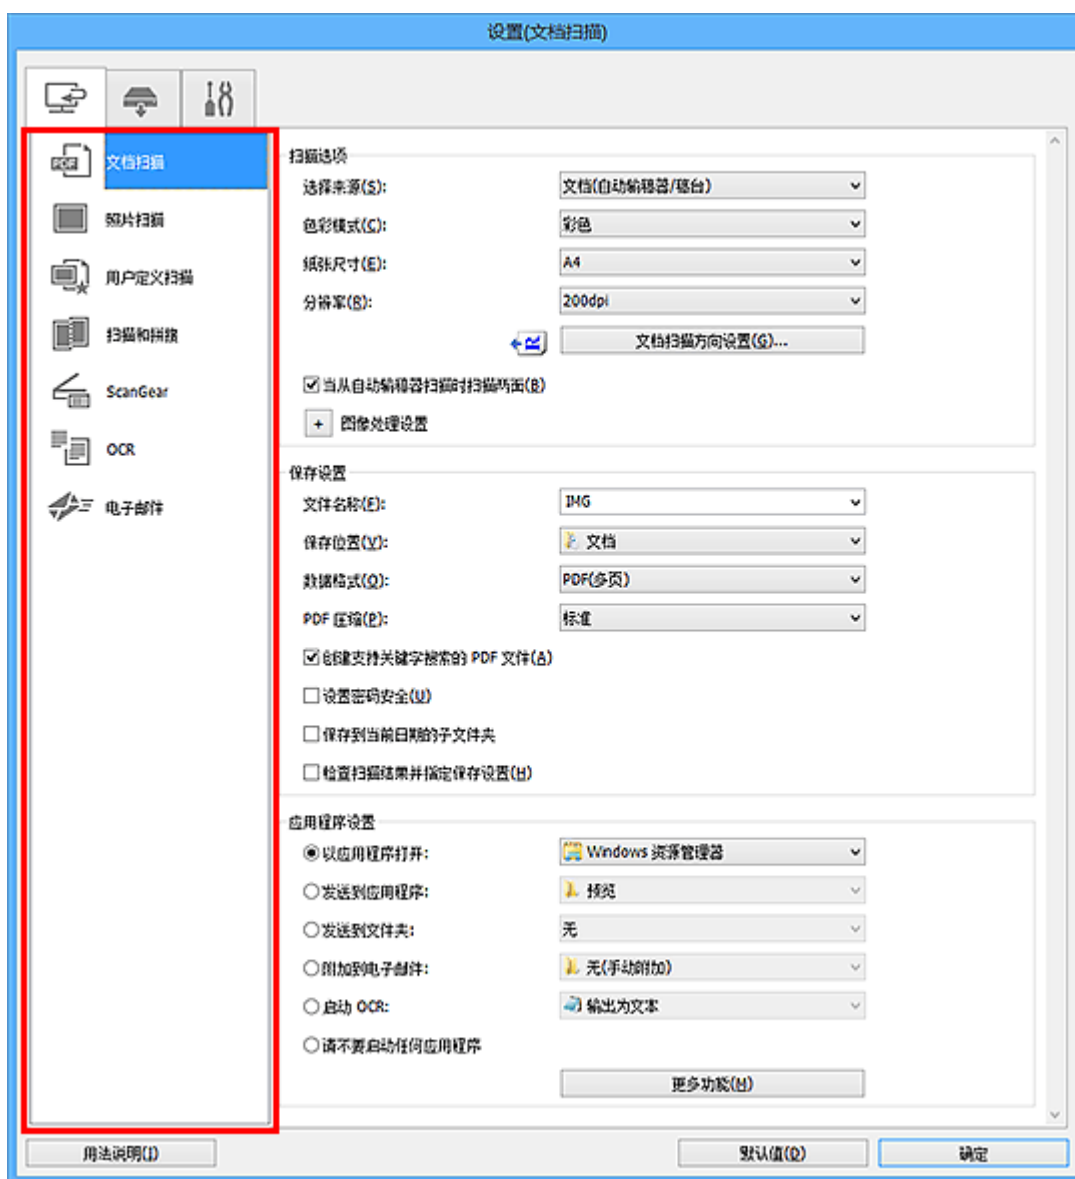 设置(文档扫描)
文档扫描
照片扫描
用户定义扫描
扫描和拼接
ScanGear
OCR
电子邮件
扫描选项
选择来源(S): 文档(自动输稿器/稿台)
色彩模式(C): 彩色
纸张尺寸(E): A4
分辨率(R): 200dpi
文档扫描方向设置(G)...
当从自动输稿器扫描时扫描两面(B)
+ 图像处理设置
保存设置
文件名称(F): IMG
保存位置(V): 文档
数据格式(O): PDF(多页)
PDF 压缩(P): 标准
创建支持关键字搜索的 PDF 文件(A)
设置密码安全(U)
保存到当前日期的子文件夹
检查扫描结果并指定保存设置(H)
应用程序设置
以应用程序打开: Windows 资源管理器
发送到应用程序: 预览
发送到文件夹: 无
附加到电子邮件: 无(手动附加)
启动 OCR: 输出为文本
请不要启动任何应用程序
更多功能(M)
用法说明(I) 默认值(D) 确定